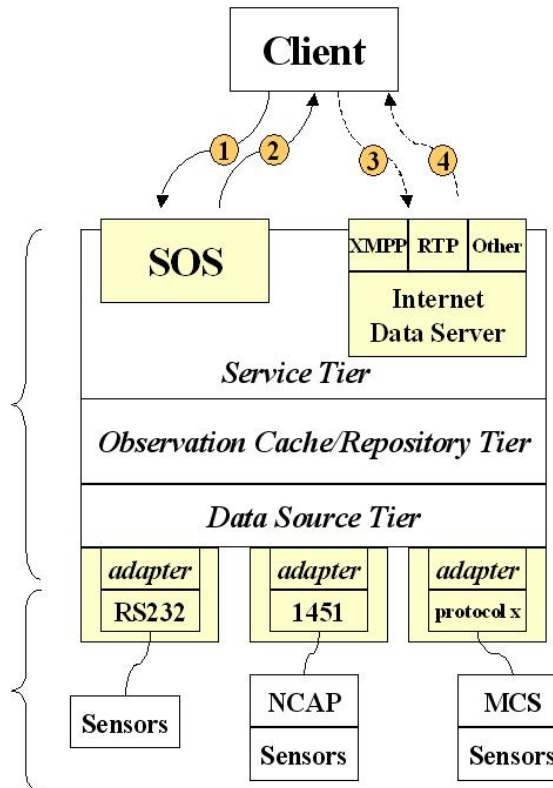 Client
1 2 3 4
SOS
XMPP RTP Other
Internet
Data Server
Service Tier
Observation Cache/Repository Tier
Data Source Tier
adapter adapter adapter
RS232 1451 protocol x
Sensors
NCAP MCS
Sensors Sensors